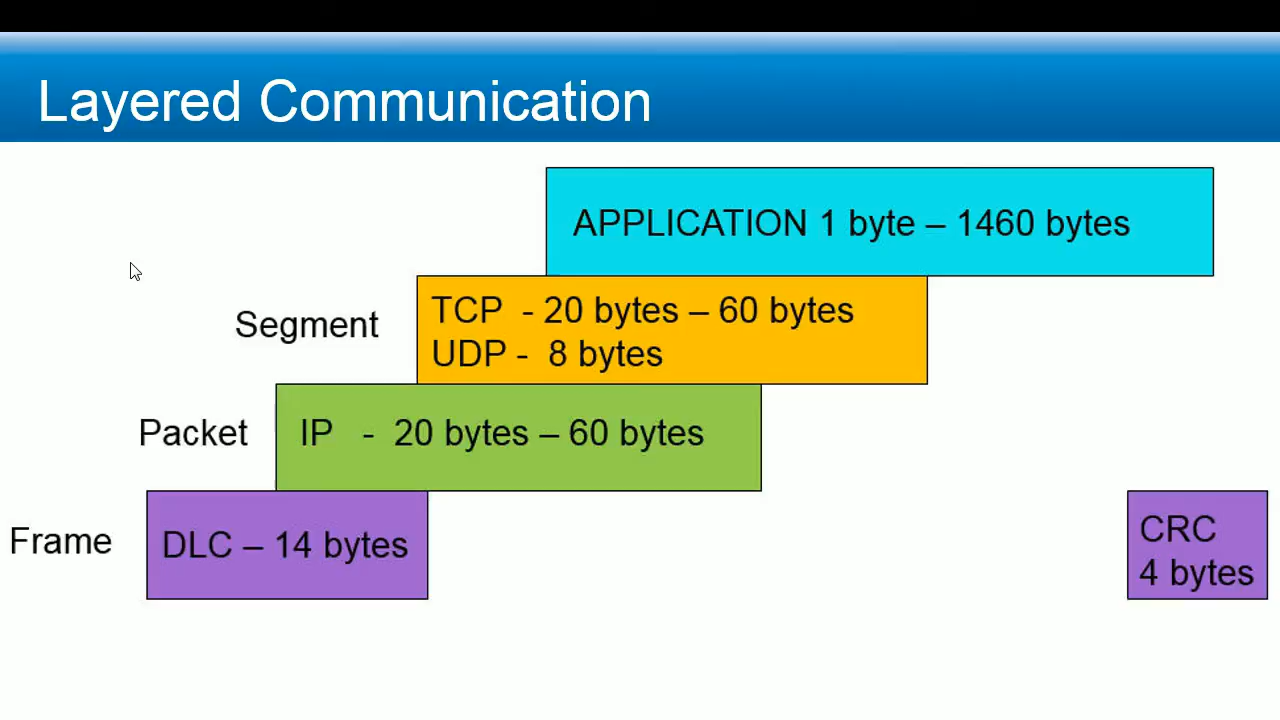 Layered Communication
APPLICATION 1 byte – 1460 bytes
Segment
TCP - 20 bytes – 60 bytes
UDP - 8 bytes
Packet
IP - 20 bytes – 60 bytes
Frame
DLC – 14 bytes
CRC
4 bytes